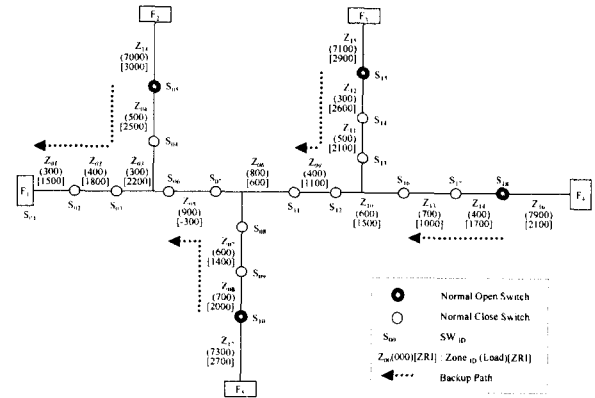 F₂
F₃
Z₁₄
(7000)
[3000]
S₀₅
Z₀₄
(500)
[2500]
S₀₄
Z₁₅
(7100)
[2900]
S₁₅
Z₁₂
(300)
[2600]
S₁₄
Z₁₁
(500)
[2100]
S₁₃
F₁
S₀₁
Z₀₁
(300)
[1500]
S₀₂
Z₀₂
(400)
[1800]
S₀₃
Z₀₃
(300)
[2200]
S₀₆
S₀₇
Z₀₆
(800)
[600]
Z₀₉
(400)
[1100]
S₁₁
S₁₂
S₁₆
S₁₇
S₁₈
F₄
(900)
[-300]
Z₁₀
(600)
[1500]
Z₁₃
(700)
[1000]
Z₁₄
(400)
[1700]
Z₁₆
(7900)
[2100]
S₀₈
Z₀₇
(600)
[1400]
S₀₉
Z₀₈
(700)
[2000]
S₁₀
Z₁₇
(7300)
[2700]
F₅
Normal Open Switch
Normal Close Switch
S₀₀ SW ID
Z₀₀(000)[ZRI] : Zone ID (Load)[ZRI]
Backup Path